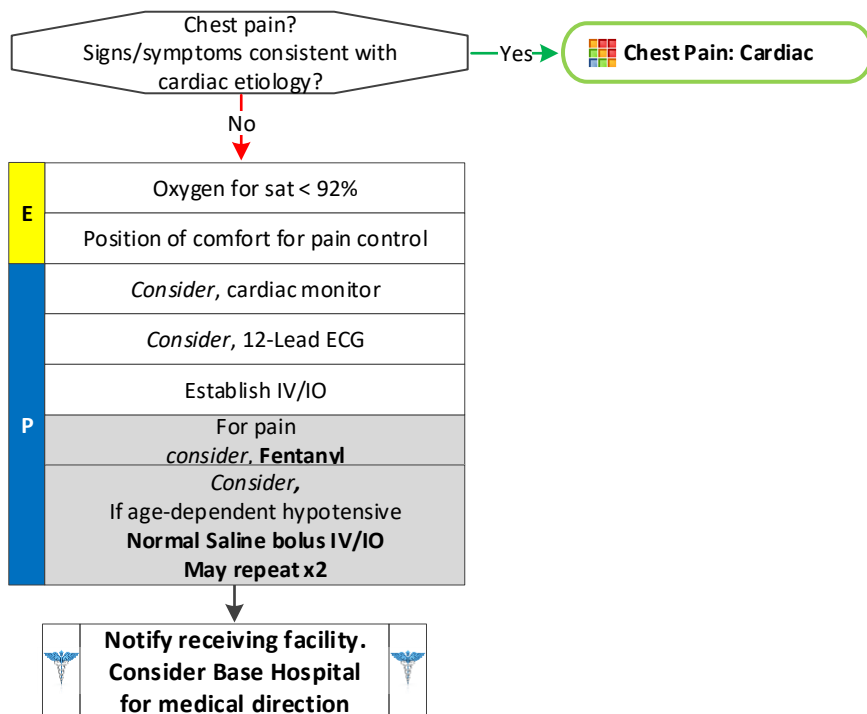 Chest pain?
Signs/symptoms consistent with
cardiac etiology?
Yes
Chest Pain: Cardiac
No
E
Oxygen for sat < 92%
Position of comfort for pain control
P
Consider, cardiac monitor
Consider, 12-Lead ECG
Establish IV/IO
For pain
consider, Fentanyl
Consider,
If age-dependent hypotensive
Normal Saline bolus IV/IO
May repeat x2
Notify receiving facility.
Consider Base Hospital
for medical direction